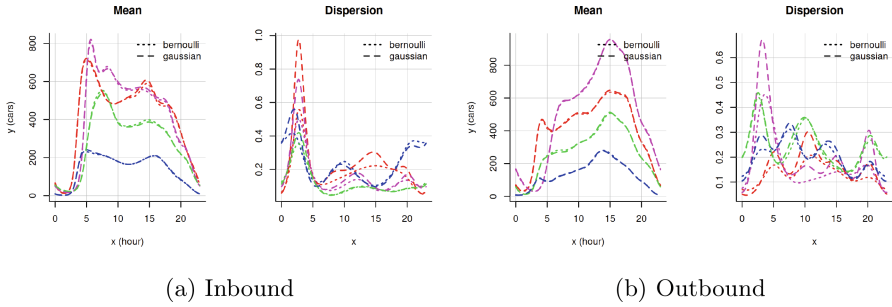 Mean
Dispersion
Mean
Dispersion
bernoulli
gaussian
bernoulli
gaussian
bernoulli
gaussian
bernoulli
gaussian
y (cars)
800
600
400
200
0
0 5 10 15 20
x (hour)
1.0
0.8
0.6
0.4
0.2
0 5 10 15 20
x
y (cars)
800
600
400
200
0
0 5 10 15 20
x (hour)
0.6
0.5
0.4
0.3
0.2
0.1
0 5 10 15 20
x
(a) Inbound
(b) Outbound